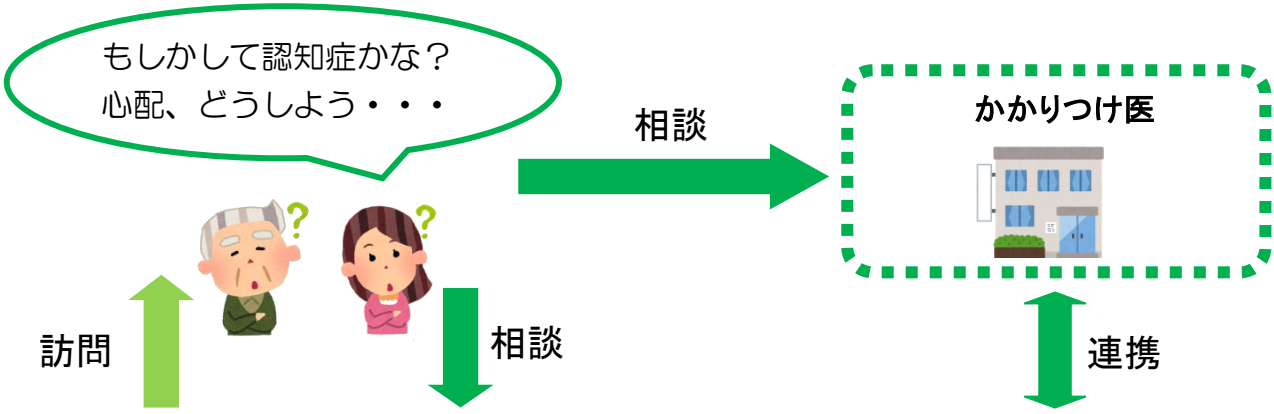 もしかして認知症かな？
心配、どうしよう・・・
相談
かかりつけ医
訪問
相談
連携